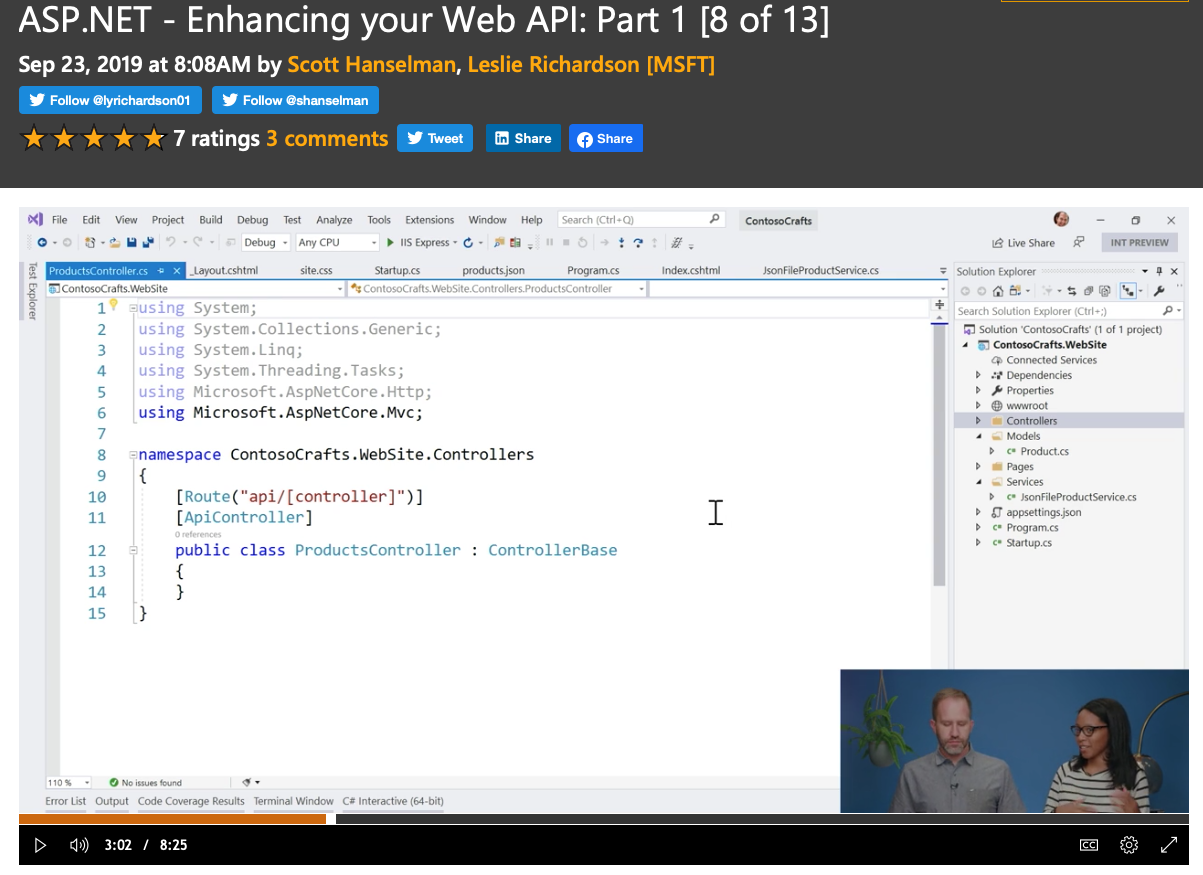 ASP.NET - Enhancing your Web API: Part 1 [8 of 13]
Sep 23, 2019 at 8:08AM by Scott Hanselman, Leslie Richardson [MSFT]
Follow @lyrichardson01 Follow @shanselman
7 ratings 3 comments Tweet Share Share
File Edit View Project Build Debug Test Analyze Tools Extensions Window Help Search (Ctrl+Q) ContosoCrafts
Debug Any CPU IIS Express Live Share INT PREVIEW
Test Explorer
ProductsController.cs _Layout.cshtml site.css Startup.cs products.json Program.cs Index.cshtml JsonFileProductService.cs
ContosoCrafts.WebSite ContosoCrafts.WebSite.Controllers.ProductsController
1 using System;
2 using System.Collections.Generic;
3 using System.Linq;
4 using System.Threading.Tasks;
5 using Microsoft.AspNetCore.Http;
6 using Microsoft.AspNetCore.Mvc;
7
8 namespace ContosoCrafts.WebSite.Controllers
9 {
10 [Route("api/[controller]")]
11 [ApiController]
0 references
12 public class ProductsController : ControllerBase
13 {
14 }
15 }
Solution Explorer
Search Solution Explorer (Ctrl+;)
Solution 'ContosoCrafts' (1 of 1 project)
ContosoCrafts.WebSite
Connected Services
Dependencies
Properties
wwwroot
Controllers
Models
C# Product.cs
Pages
Services
C# JsonFileProductService.cs
appsettings.json
C# Program.cs
C# Startup.cs
110 % No issues found
Error List Output Code Coverage Results Terminal Window C# Interactive (64-bit)
3:02 / 8:25 CC